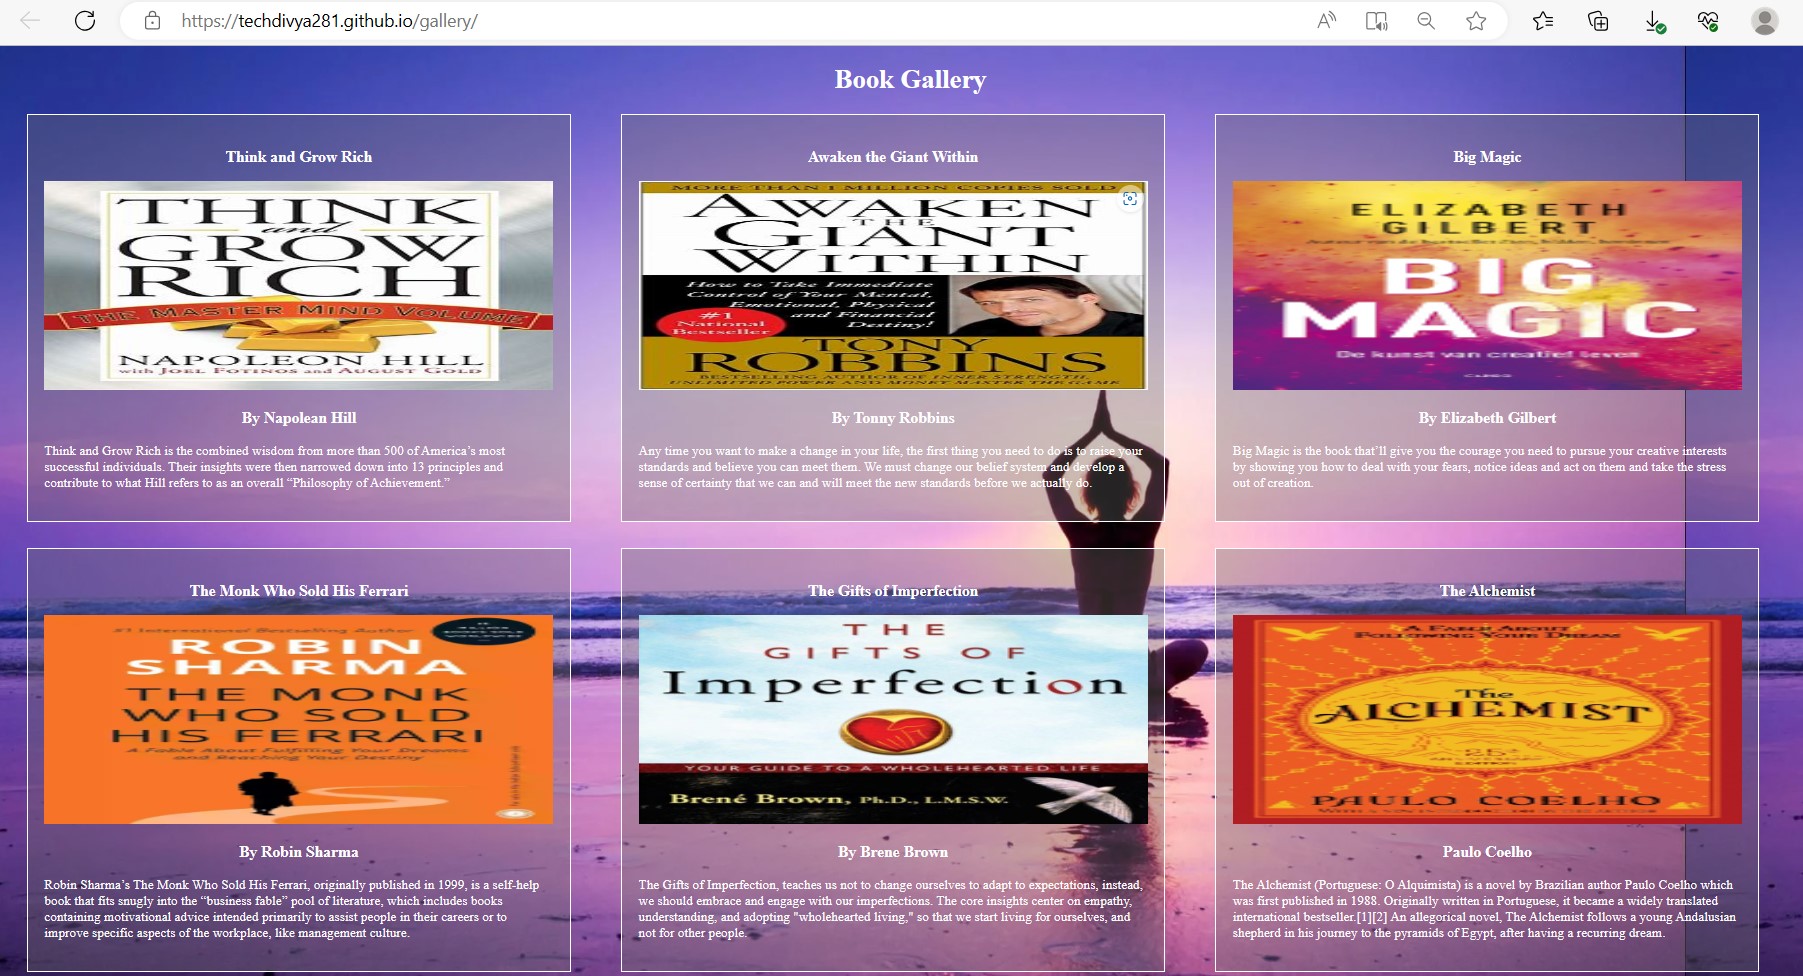 https://techdivya281.github.io/gallery/
Book Gallery
Think and Grow Rich
THINK
and
GROW
RICH
THE MASTER MIND VOLUME
NAPOLEON HILL
with Joel Fotinos and August Gold
By Napolean Hill
Think and Grow Rich is the combined wisdom from more than 500 of America’s most
successful individuals. Their insights were then narrowed down into 13 principles and
contribute to what Hill refers to as an overall “Philosophy of Achievement.”
Awaken the Giant Within
MORE THAN 1 MILLION COPIES SOLD
AWAKEN
THE
GIANT
WITHIN
How to Take Immediate
Control of Your Mental,
Emotional, Physical
and Financial
Destiny!
#1
National
Bestseller
TONY
ROBBINS
BESTSELLING AUTHOR OF INNER STRENGTH,
UNLIMITED POWER AND MONEY MASTER THE GAME
By Tonny Robbins
Any time you want to make a change in your life, the first thing you need to do is to raise your
standards and believe you can meet them. We must change our belief system and develop a
sense of certainty that we can and will meet the new standards before we actually do.
Big Magic
ELIZABETH
GILBERT
BIG
MAGIC
De kunst van creatief leven
By Elizabeth Gilbert
Big Magic is the book that’ll give you the courage you need to pursue your creative interests
by showing you how to deal with your fears, notice ideas and act on them and take the stress
out of creation.
The Monk Who Sold His Ferrari
#1 International Bestselling Author
ROBIN
SHARMA
THE MONK
WHO SOLD
HIS FERRARI
A Fable About Fulfilling Your Dreams
and Reaching Your Destiny
By Robin Sharma
Robin Sharma’s The Monk Who Sold His Ferrari, originally published in 1999, is a self-help
book that fits snugly into the “business fable” pool of literature, which includes books
containing motivational advice intended primarily to assist people in their careers or to
improve specific aspects of the workplace, like management culture.
The Gifts of Imperfection
THE
GIFTS OF
Imperfection
YOUR GUIDE TO A WHOLEHEARTED LIFE
Brené Brown, Ph.D., L.M.S.W.
By Brene Brown
The Gifts of Imperfection, teaches us not to change ourselves to adapt to expectations, instead,
we should embrace and engage with our imperfections. The core insights center on empathy,
understanding, and adopting "wholehearted living," so that we start living for ourselves, and
not for other people.
The Alchemist
A FABLE ABOUT
FOLLOWING YOUR DREAM
The
ALCHEMIST
PAULO COELHO
Paulo Coelho
The Alchemist (Portuguese: O Alquimista) is a novel by Brazilian author Paulo Coelho which
was first published in 1988. Originally written in Portuguese, it became a widely translated
international bestseller.[1][2] An allegorical novel, The Alchemist follows a young Andalusian
shepherd in his journey to the pyramids of Egypt, after having a recurring dream.